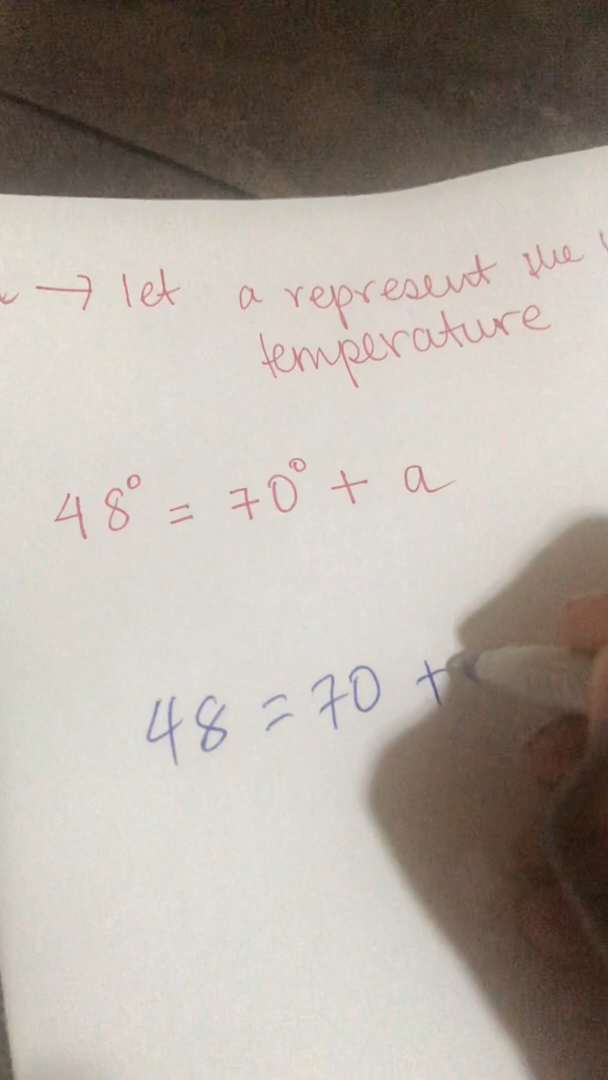 → let a represent the
temperature
48° = 70° + a
48 = 70 +